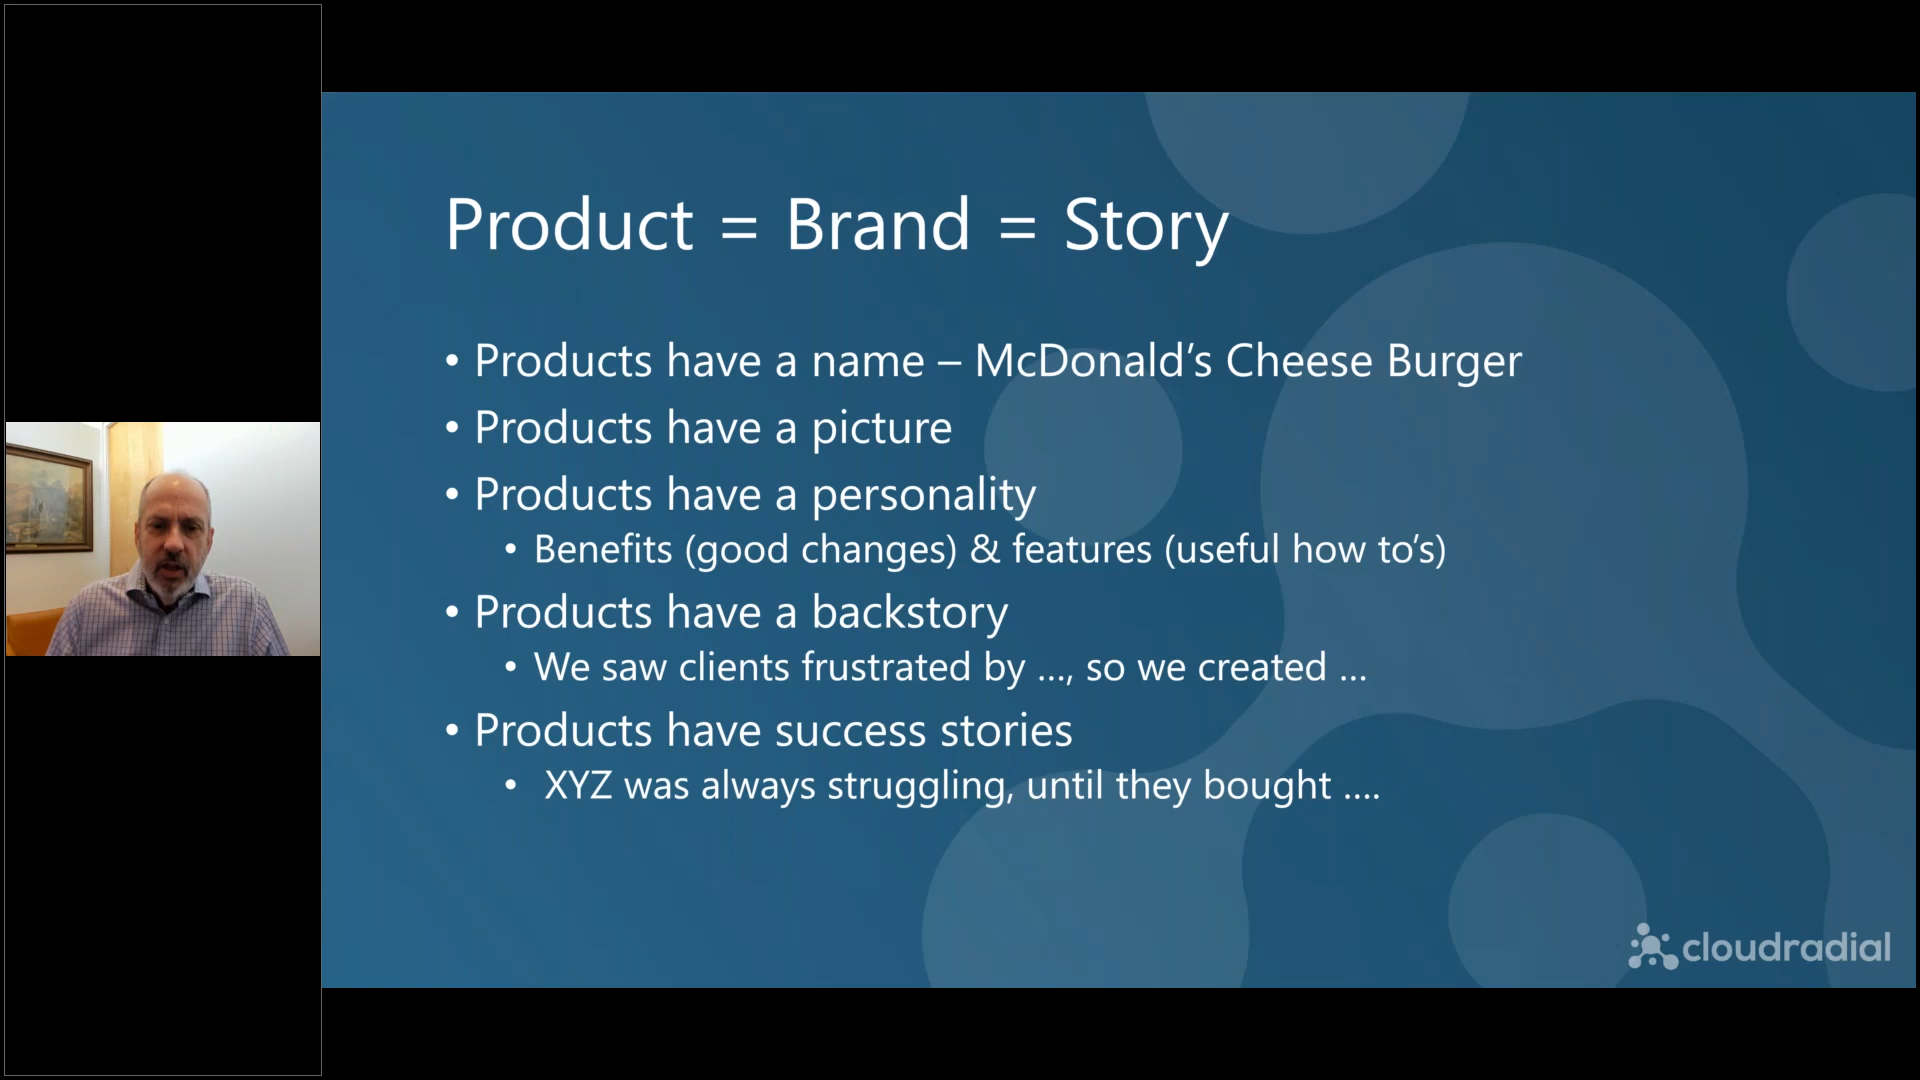 Product = Brand = Story
• Products have a name – McDonald’s Cheese Burger
• Products have a picture
• Products have a personality
• Benefits (good changes) & features (useful how to’s)
• Products have a backstory
• We saw clients frustrated by …, so we created …
• Products have success stories
• XYZ was always struggling, until they bought ….
cloudradial